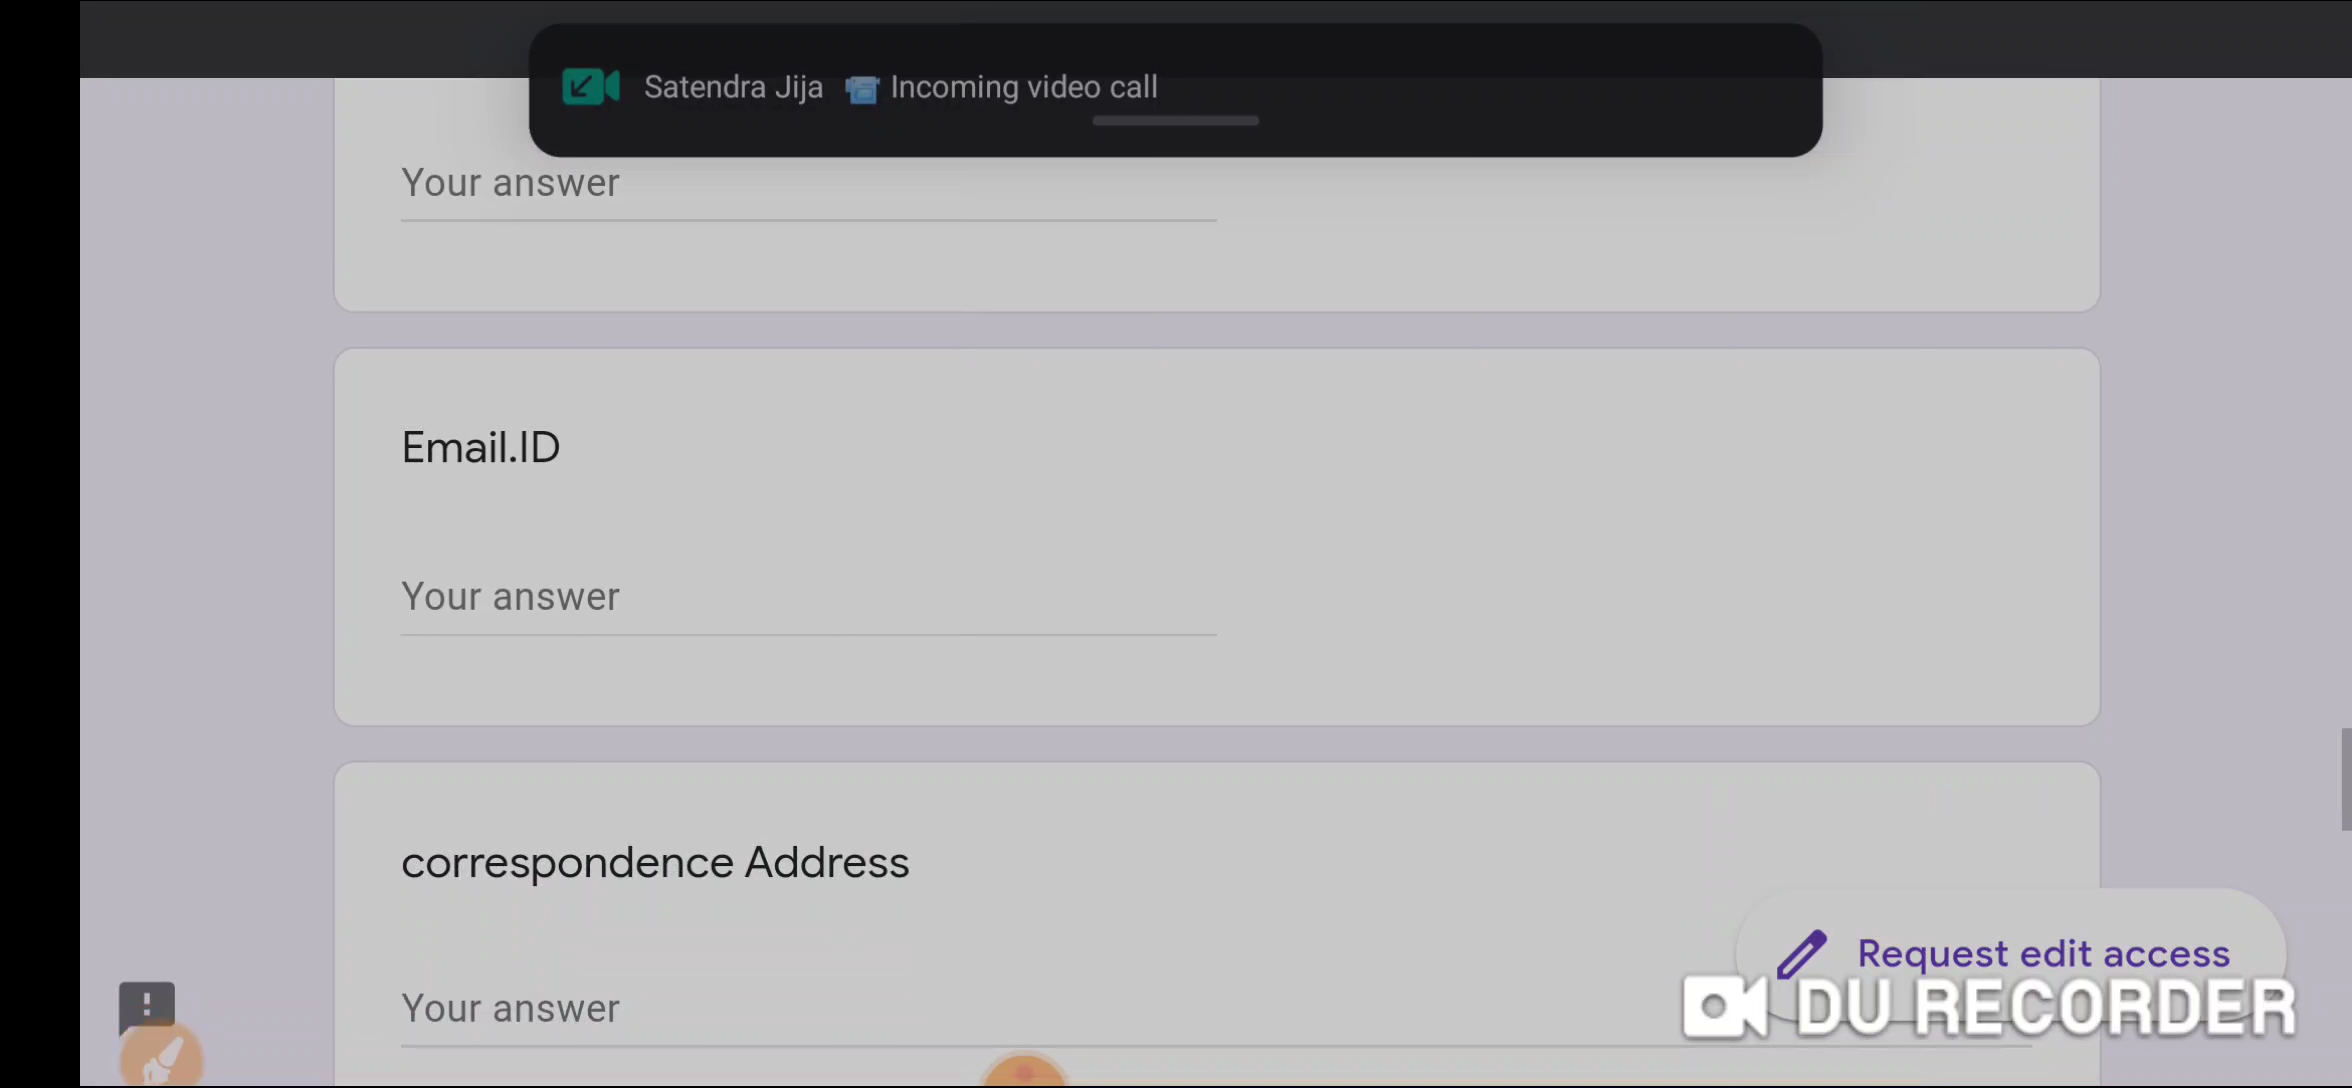 Satendra Jija Incoming video call
Your answer
Email.ID
Your answer
correspondence Address
Your answer
Request edit access
DU RECORDER